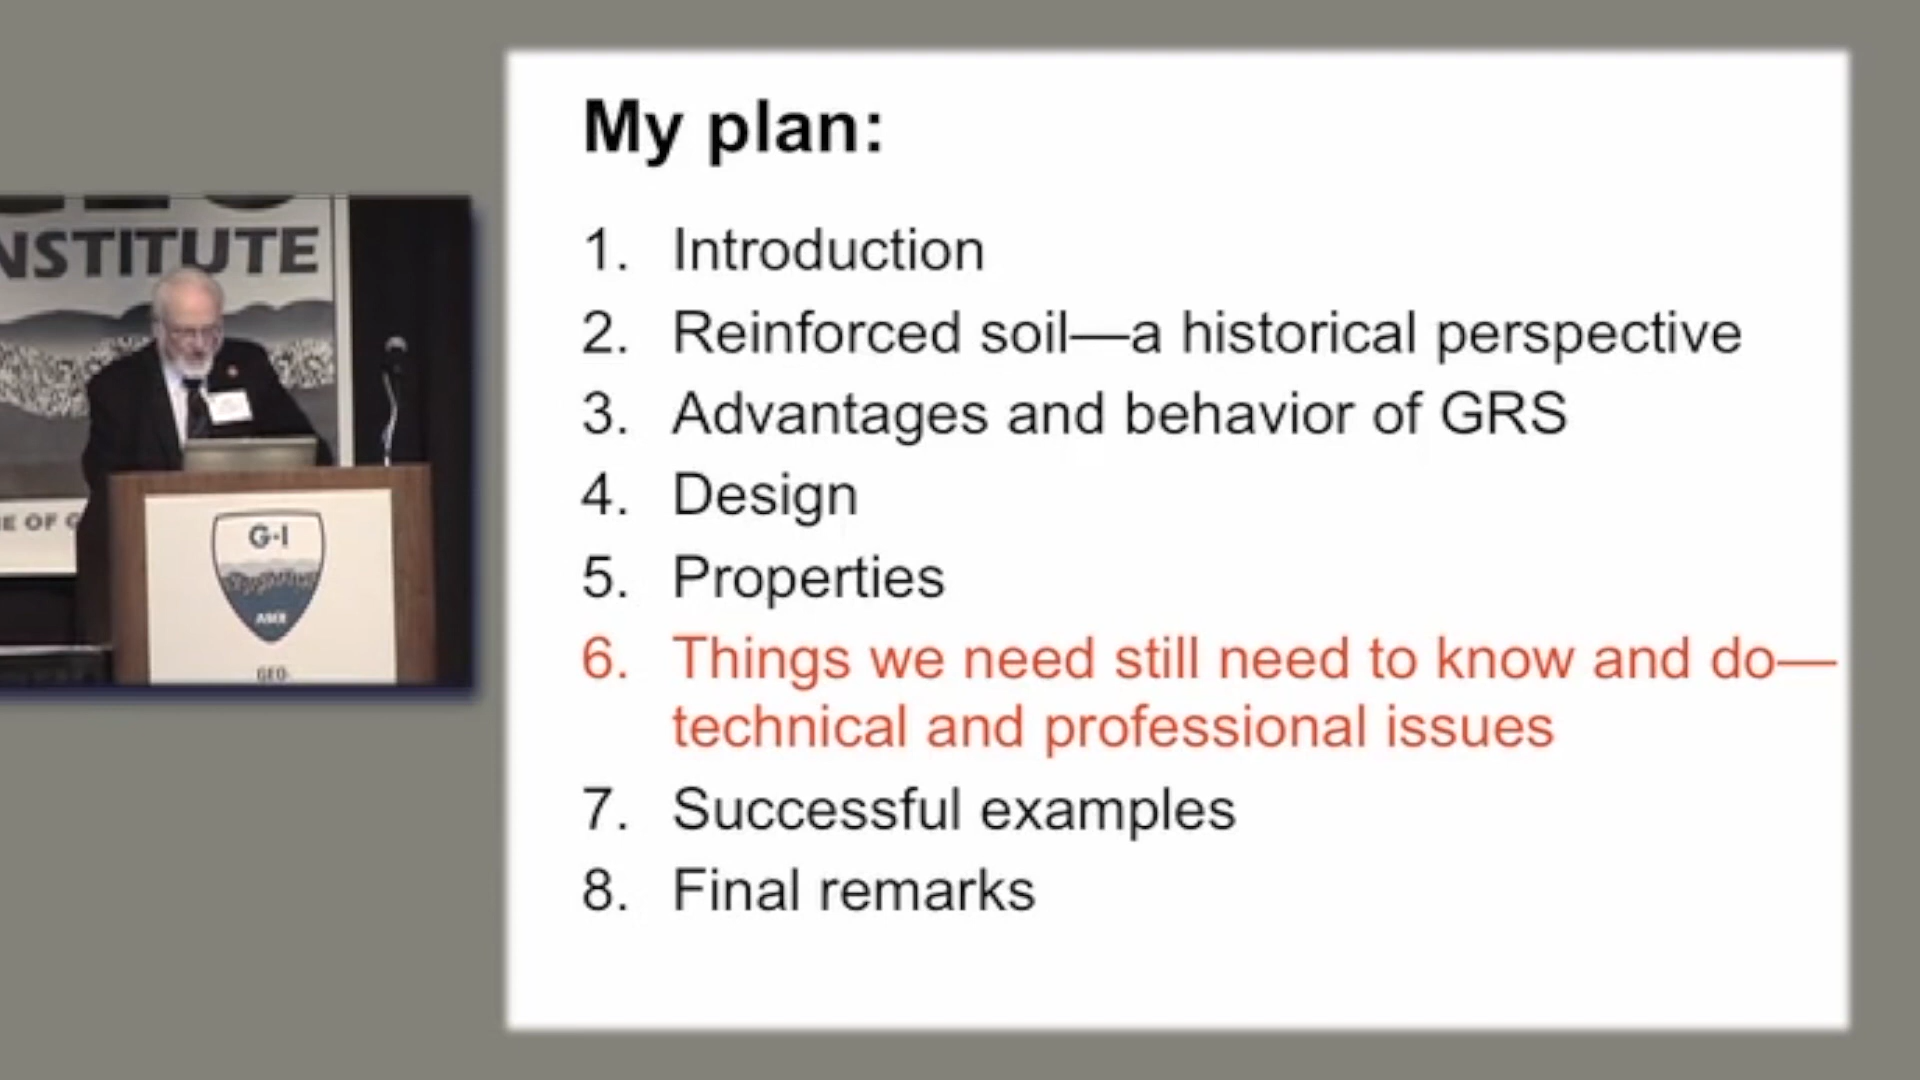 NSTITUTE
E OF
G-I
GEO-
My plan:
1. Introduction
2. Reinforced soil—a historical perspective
3. Advantages and behavior of GRS
4. Design
5. Properties
6. Things we need still need to know and do—
technical and professional issues
7. Successful examples
8. Final remarks